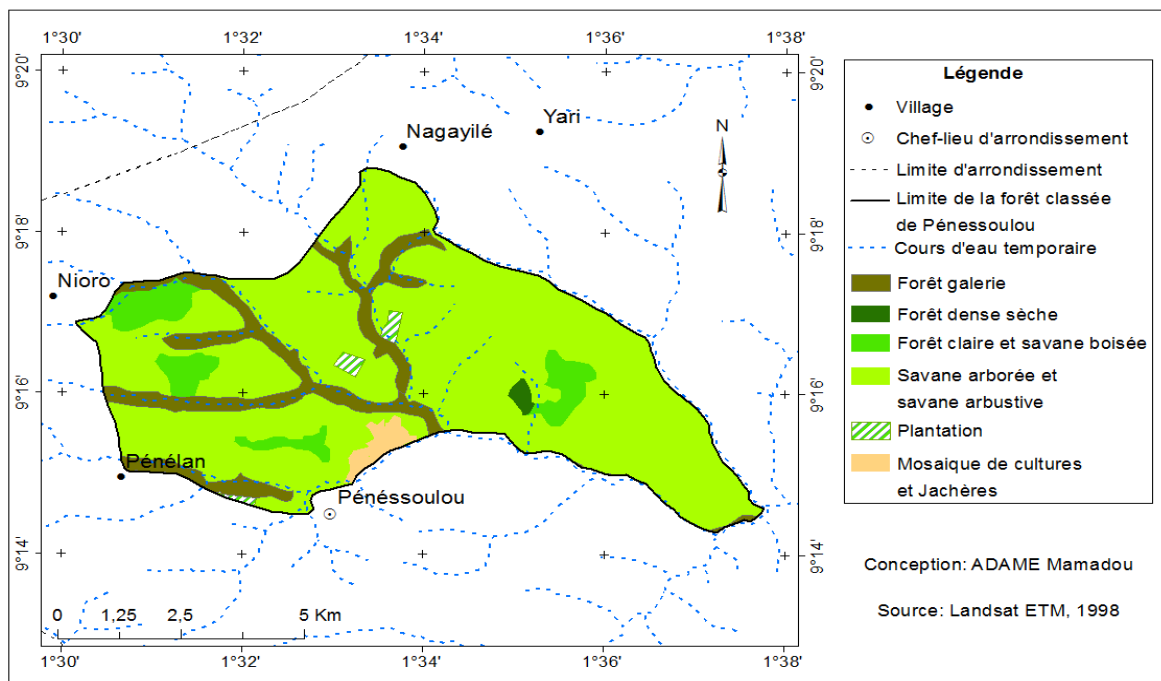 1°30' 1°32' 1°34' 1°36' 1°38'
9°20' 9°20'
Légende
Village
Yari
Nagayilé
N
Chef-lieu d'arrondissement
Limite d'arrondissement
Limite de la forêt classée
de Pénessoulou
9°18' 9°18'
Cours d'eau temporaire
Nioro
Forêt galerie
Forêt dense sèche
Forêt claire et savane boisée
Savane arborée et
savane arbustive
9°16' 9°16'
Plantation
Mosaique de cultures
et Jachères
Pénélan
Pénéssoulou
9°14' 9°14'
Conception: ADAME Mamadou
Source: Landsat ETM, 1998
0 1,25 2,5 5 Km
1°30' 1°32' 1°34' 1°36' 1°38'